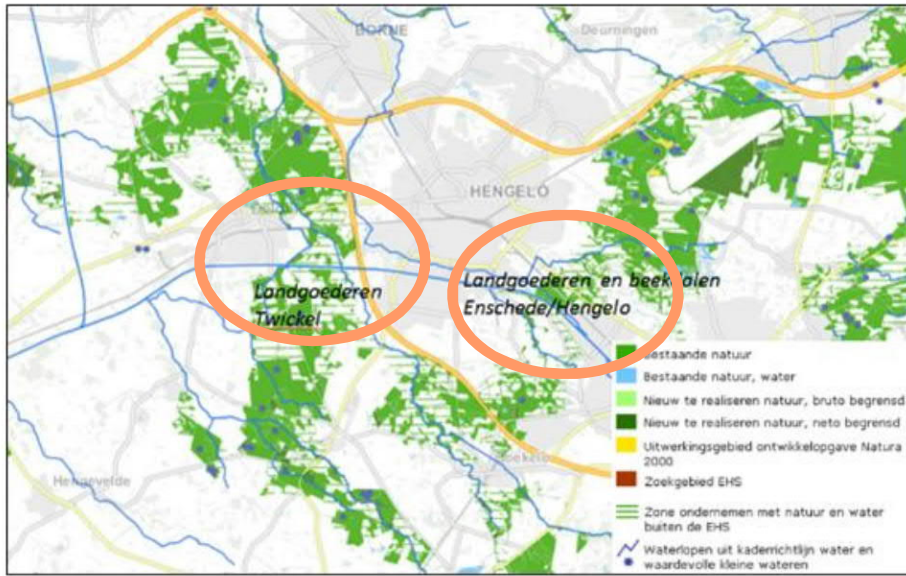 BORNE
Deurningen
HENGELO
Landgoederen
Twickel
Landgoederen en beekdalen
Enschede/Hengelo
Hengevelde
Bestaande natuur
Bestaande natuur, water
Nieuw te realiseren natuur, bruto begrensd
Nieuw te realiseren natuur, neto begrensd
Uitwerkingsgebied ontwikkelopgave Natura
2000
Zoekgebied EHS
Zone ondernemen met natuur en water
buiten de EHS
Waterlopen uit kaderrichtlijn water en
waardevolle kleine wateren